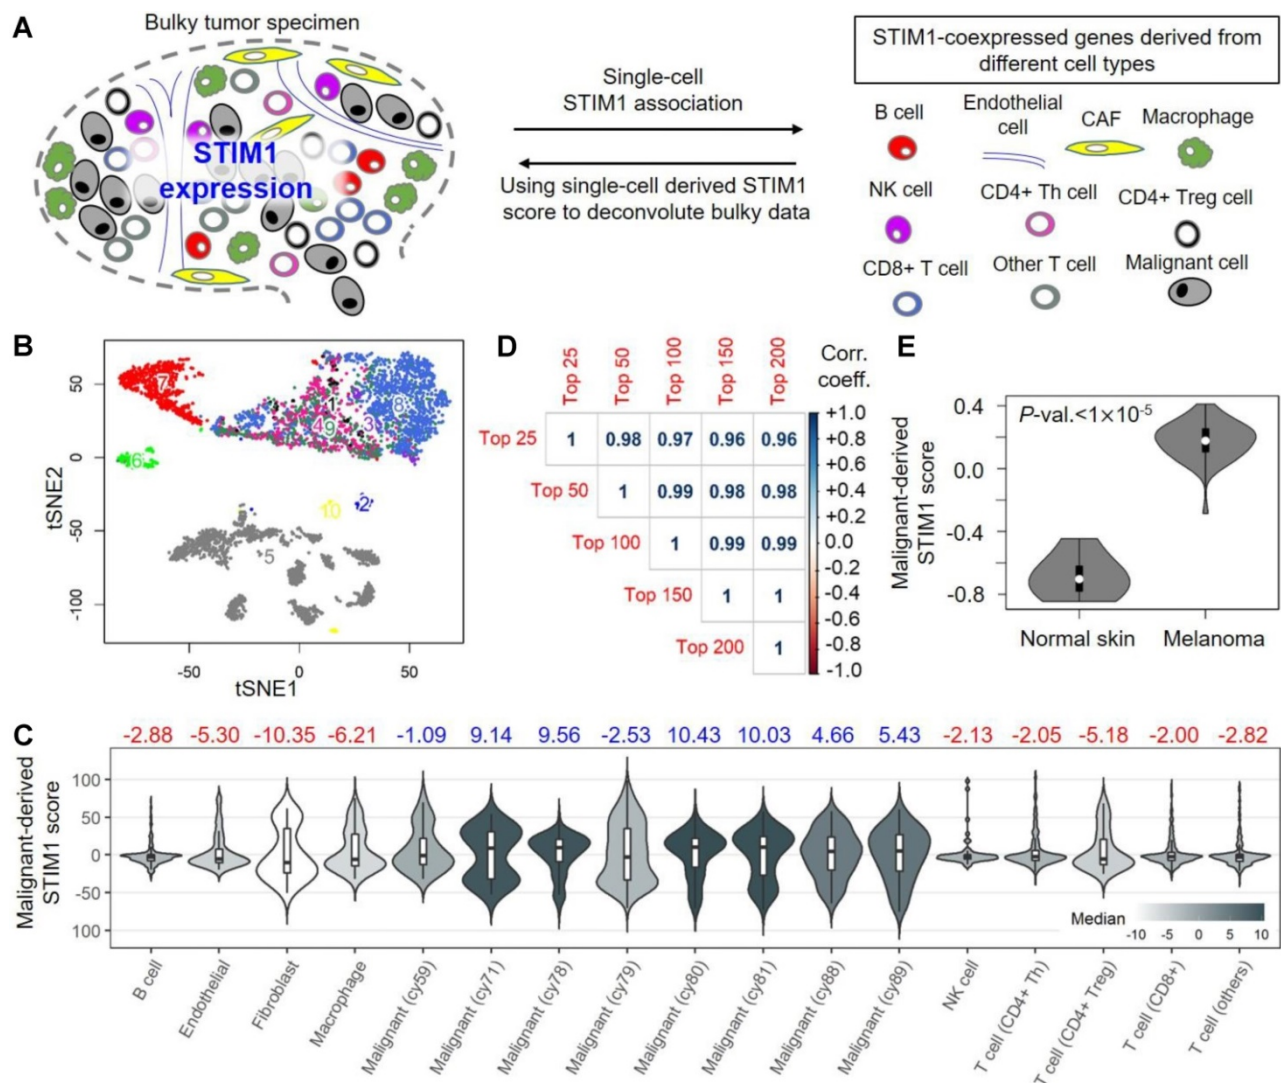 A
Bulky tumor specimen
STIM1
expression
Single-cell
STIM1 association
Using single-cell derived STIM1
score to deconvolute bulky data
STIM1-coexpressed genes derived from
different cell types
B cell
Endothelial
cell
CAF
Macrophage
NK cell
CD4+ Th cell
CD4+ Treg cell
CD8+ T cell
Other T cell
Malignant cell
B
tSNE2
50
0
-50
-100
7
1
4
9
3
8
6
10
2
5
-50
0
50
tSNE1
D
Top 25
Top 50
Top 100
Top 150
Top 200
Corr.
coeff.
Top 25
1
0.98
0.97
0.96
0.96
Top 50
1
0.99
0.98
0.98
Top 100
1
0.99
0.99
Top 150
1
1
Top 200
1
+1.0
+0.8
+0.6
+0.4
+0.2
0.0
-0.2
-0.4
-0.6
-0.8
-1.0
E
Malignant-derived
STIM1 score
0.4
0.0
-0.4
-0.8
P-val.<1×10-5
Normal skin
Melanoma
C
-2.88
-5.30
-10.35
-6.21
-1.09
9.14
9.56
-2.53
10.43
10.03
4.66
5.43
-2.13
-2.05
-5.18
-2.00
-2.82
Malignant-derived
STIM1 score
100
50
0
-50
100
Median
-10
-5
0
5
10
B cell
Endothelial
Fibroblast
Macrophage
Malignant (cy59)
Malignant (cy71)
Malignant (cy78)
Malignant (cy79)
Malignant (cy80)
Malignant (cy81)
Malignant (cy88)
Malignant (cy89)
NK cell
T cell (CD4+ Th)
T cell (CD4+ Treg)
T cell (CD8+)
T cell (others)